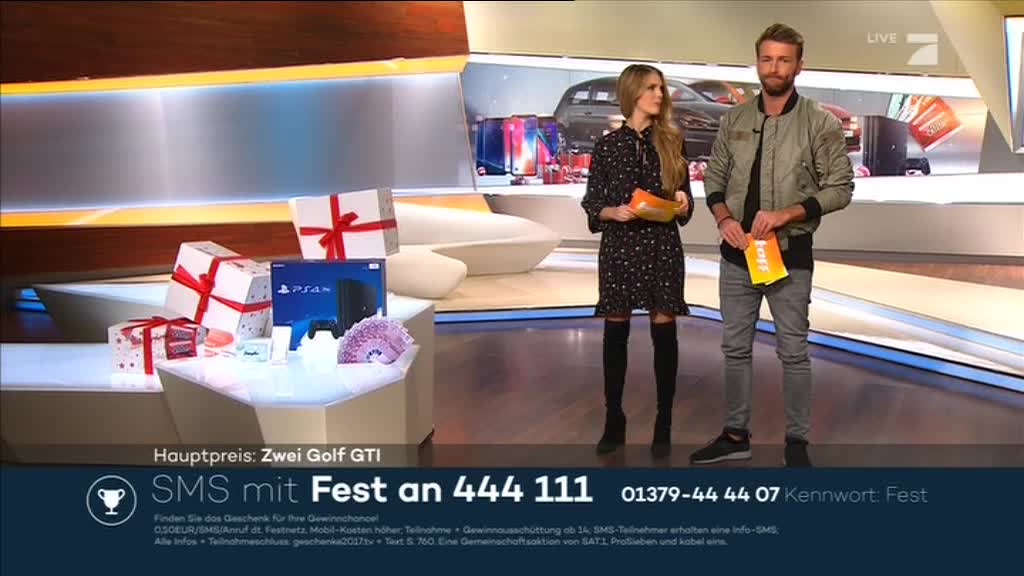 LIVE 7
PS4 Pro
taff
Hauptpreis: Zwei Golf GTI
SMS mit Fest an 444 111 01379-44 44 07 Kennwort: Fest
Finden Sie das Geschenk für Ihre Gewinnchance!
0,50EUR/SMS/Anruf dt. Festnetz, Mobil-Kosten höher; Teilnahme + Gewinnausschüttung ab 14; SMS-Teilnehmer erhalten eine Info-SMS;
Alle Infos + Teilnahmeschluss: geschenke2017.tv + Text S. 760. Eine Gemeinschaftsaktion von SAT.1, ProSieben und kabel eins.